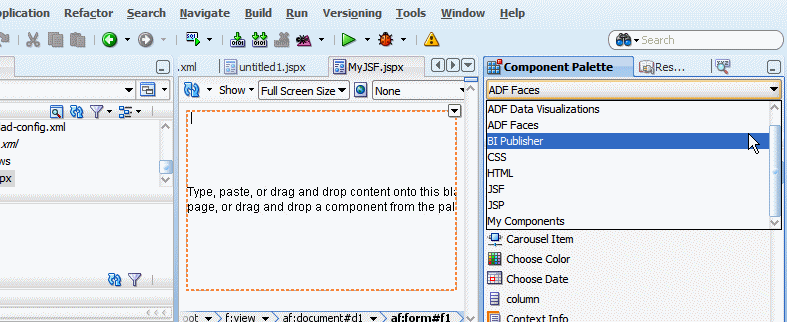 pplication Refactor Search Navigate Build Run Versioning Tools Window Help
Search
.xml untitled1.jspx MyJSF.jspx
Component Palette Res...
Show Full Screen Size None
ADF Faces
ADF Data Visualizations
ADF Faces
BI Publisher
CSS
HTML
JSF
JSP
My Components
ad-config.xml
.xml
ws
px
Type, paste, or drag and drop content onto this bla
page, or drag and drop a component from the pal
Carousel Item
Choose Color
Choose Date
column
Context Info
oot f:view af:document#d1 af:form#f1